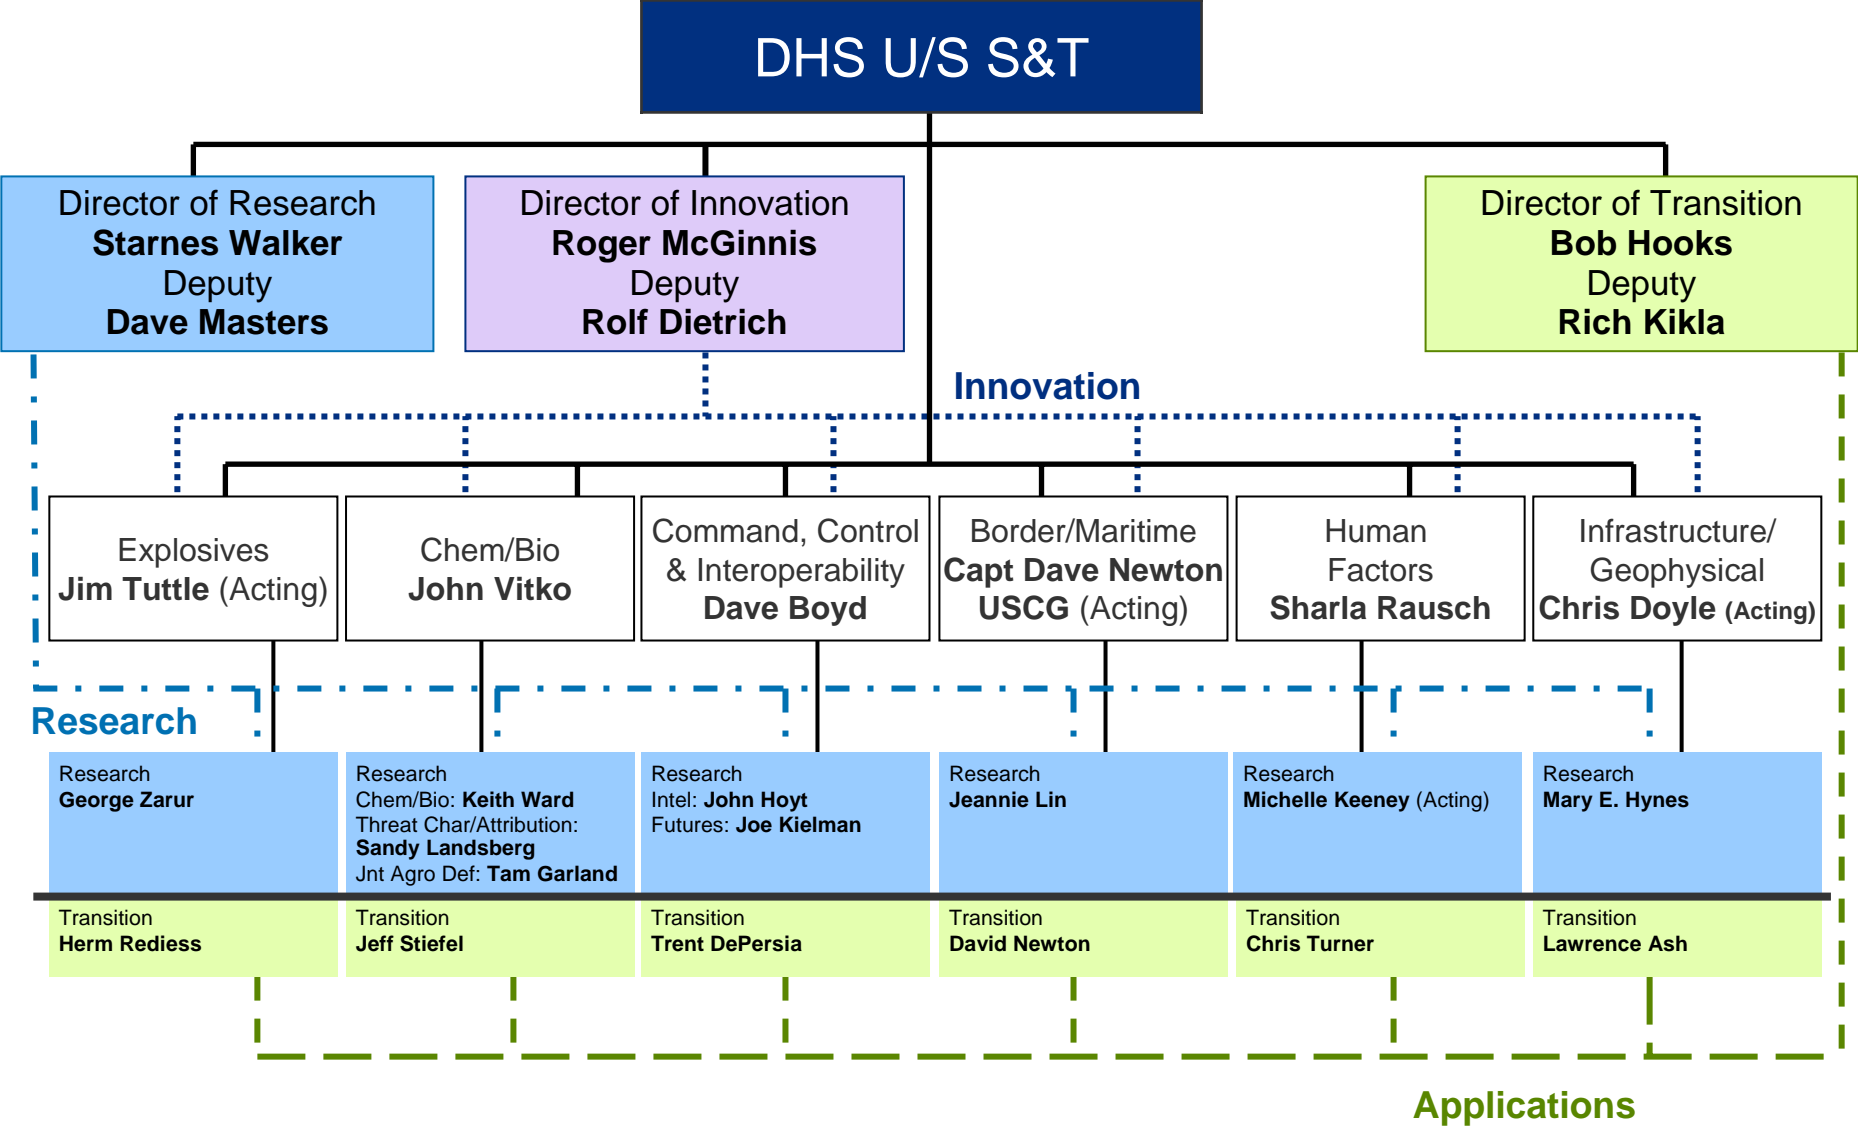 DHS U/S S&T
Director of Research
Starnes Walker
Deputy
Dave Masters
Director of Innovation
Roger McGinnis
Deputy
Rolf Dietrich
Director of Transition
Bob Hooks
Deputy
Rich Kikla
Innovation
Explosives
Jim Tuttle (Acting)
Chem/Bio
John Vitko
Command, Control
& Interoperability
Dave Boyd
Border/Maritime
Capt Dave Newton
USCG (Acting)
Human
Factors
Sharla Rausch
Infrastructure/
Geophysical
Chris Doyle (Acting)
Research
Research
George Zarur
Research
Chem/Bio: Keith Ward
Threat Char/Attribution:
Sandy Landsberg
Jnt Agro Def: Tam Garland
Research
Intel: John Hoyt
Futures: Joe Kielman
Research
Jeannie Lin
Research
Michelle Keeney (Acting)
Research
Mary E. Hynes
Transition
Herm Rediess
Transition
Jeff Stiefel
Transition
Trent DePersia
Transition
David Newton
Transition
Chris Turner
Transition
Lawrence Ash
Applications